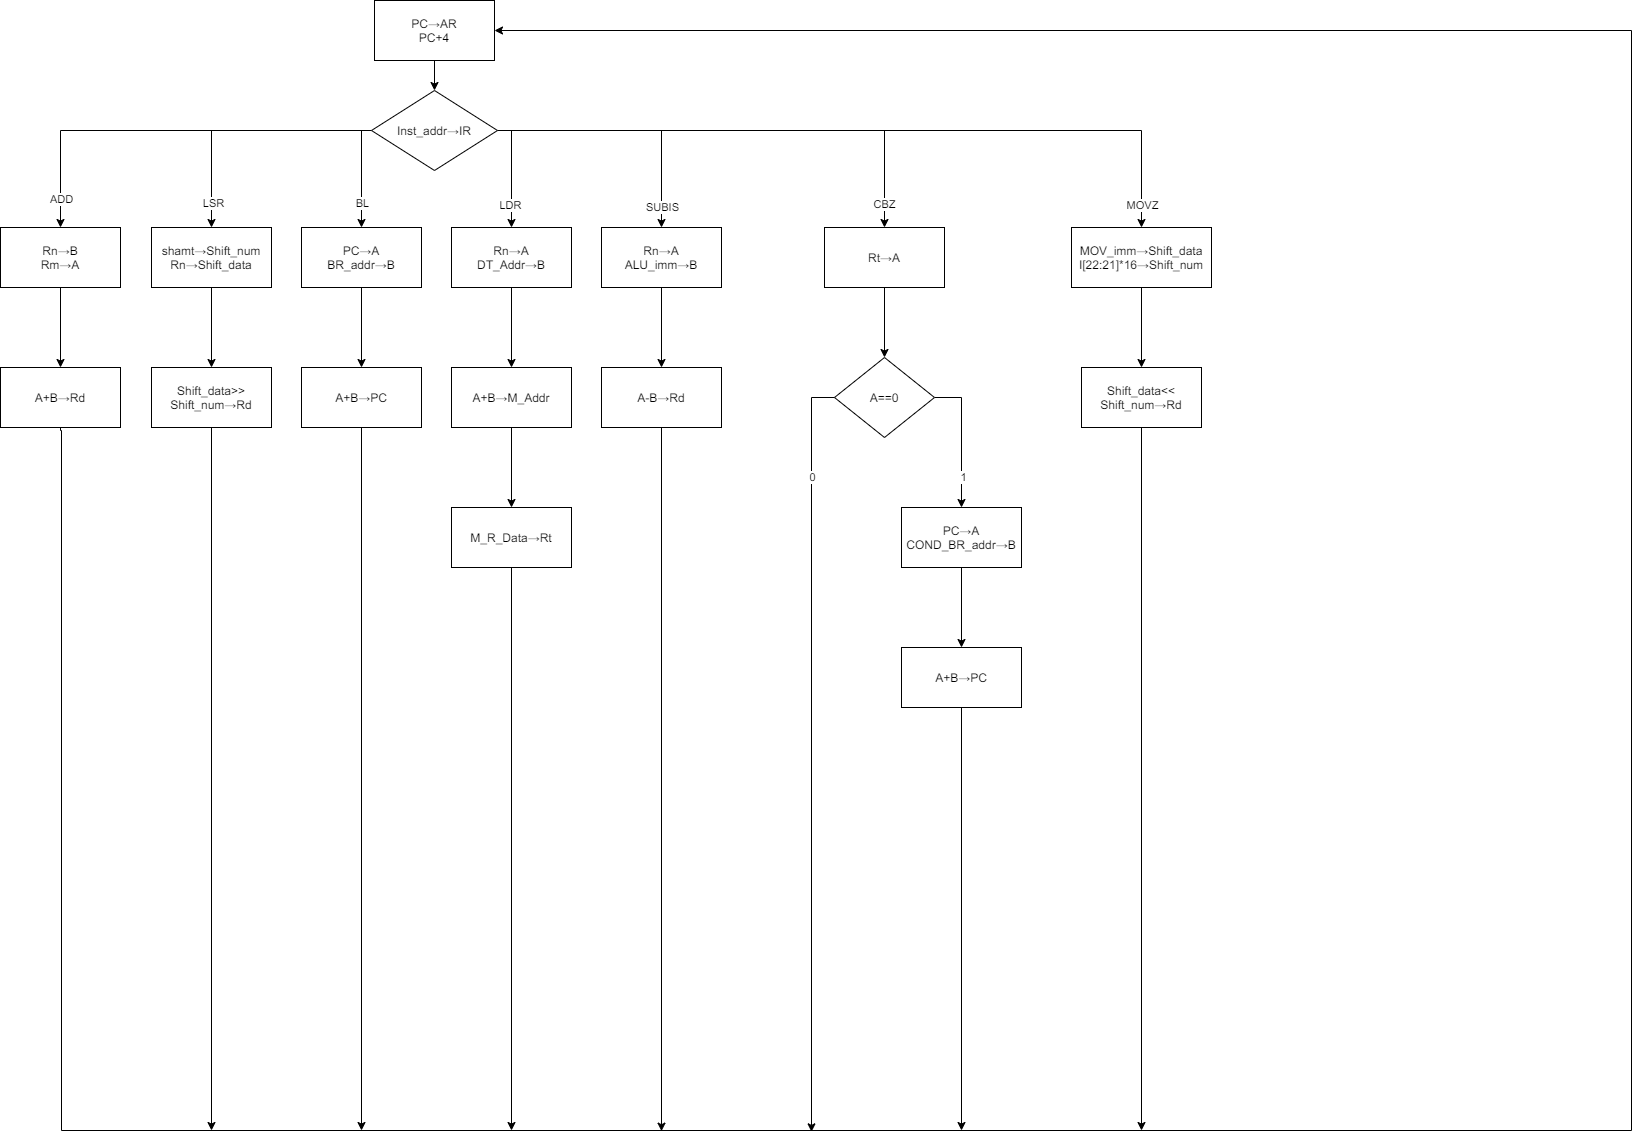 PC→AR
PC+4
Inst_addr→IR
ADD
LSR
BL
LDR
SUBIS
CBZ
MOVZ
Rn→B
Rm→A
shamt→Shift_num
Rn→Shift_data
PC→A
BR_addr→B
Rn→A
DT_Addr→B
Rn→A
ALU_imm→B
Rt→A
MOV_imm→Shift_data
I[22:21]*16→Shift_num
A+B→Rd
Shift_data>>
Shift_num→Rd
A+B→PC
A+B→M_Addr
A-B→Rd
A==0
Shift_data<<
Shift_num→Rd
0
1
M_R_Data→Rt
PC→A
COND_BR_addr→B
A+B→PC